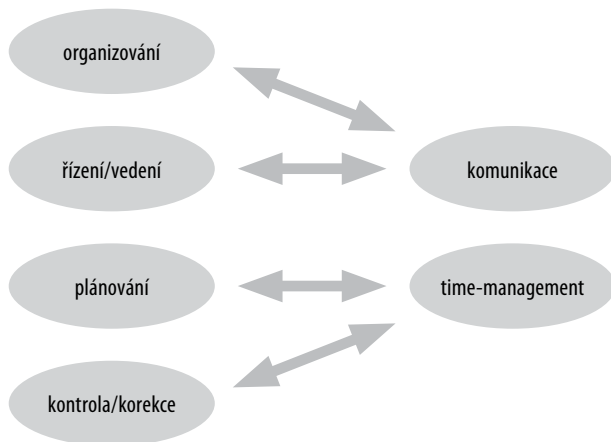 organizování
řízení/vedení
komunikace
plánování
time-management
kontrola/korekce